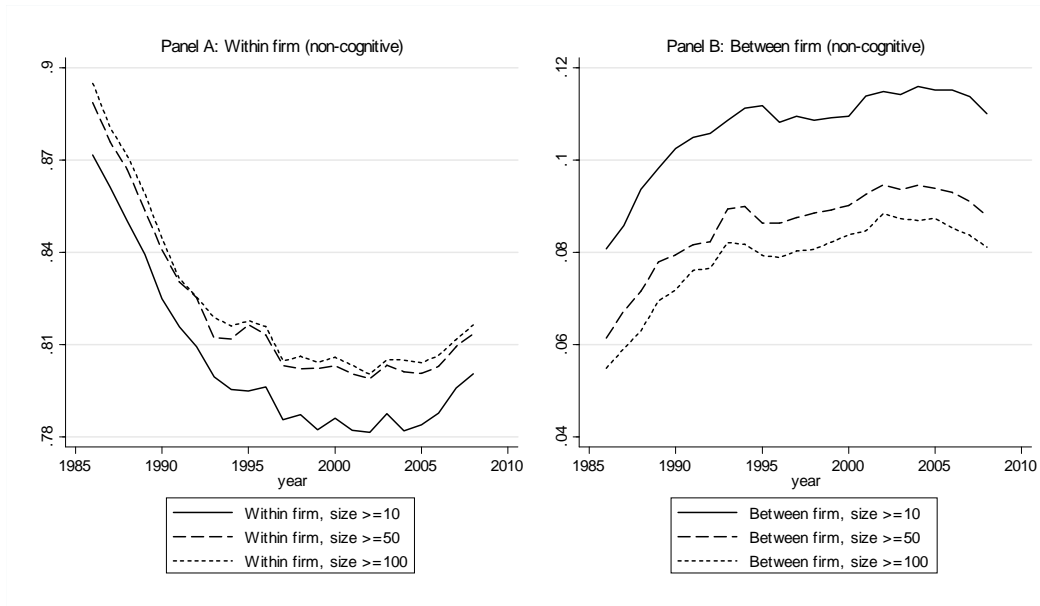 Panel A: Within firm (non-cognitive)
.9
.87
.84
.81
.78
1985 1990 1995 2000 2005 2010
year
Within firm, size >=10
Within firm, size >=50
Within firm, size >=100
Panel B: Between firm (non-cognitive)
.12
.1
.08
.06
.04
1985 1990 1995 2000 2005 2010
year
Between firm, size >=10
Between firm, size >=50
Between firm, size >=100